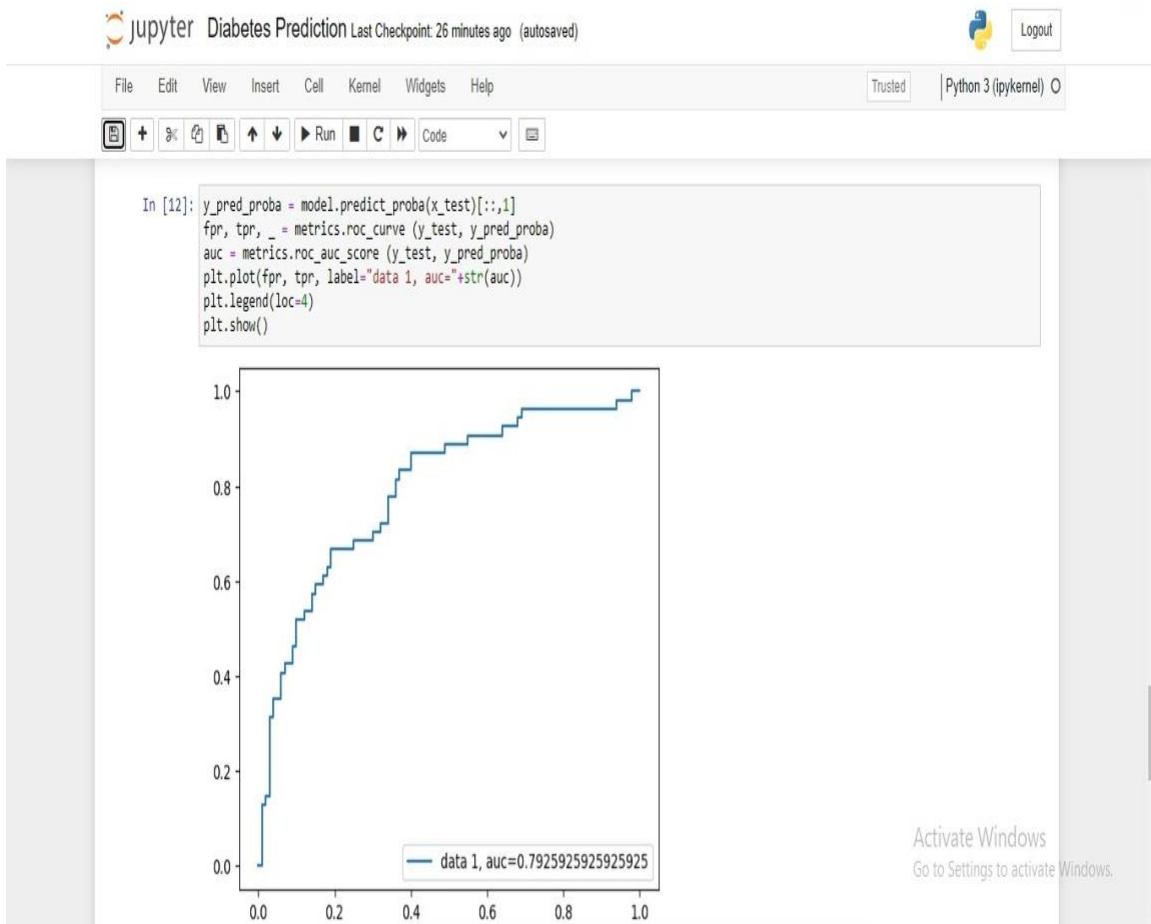 jupyter Diabetes Prediction Last Checkpoint: 26 minutes ago (autosaved)
Logout
File Edit View Insert Cell Kernel Widgets Help
Trusted
Python 3 (ipykernel)
Run
Code
In [12]: y_pred_proba = model.predict_proba(x_test)[::,1]
fpr, tpr, _ = metrics.roc_curve (y_test, y_pred_proba)
auc = metrics.roc_auc_score (y_test, y_pred_proba)
plt.plot(fpr, tpr, label="data 1, auc="+str(auc))
plt.legend(loc=4)
plt.show()
1.0
0.8
0.6
0.4
0.2
0.0
data 1, auc=0.7925925925925925
0.0 0.2 0.4 0.6 0.8 1.0
Activate Windows
Go to Settings to activate Windows.